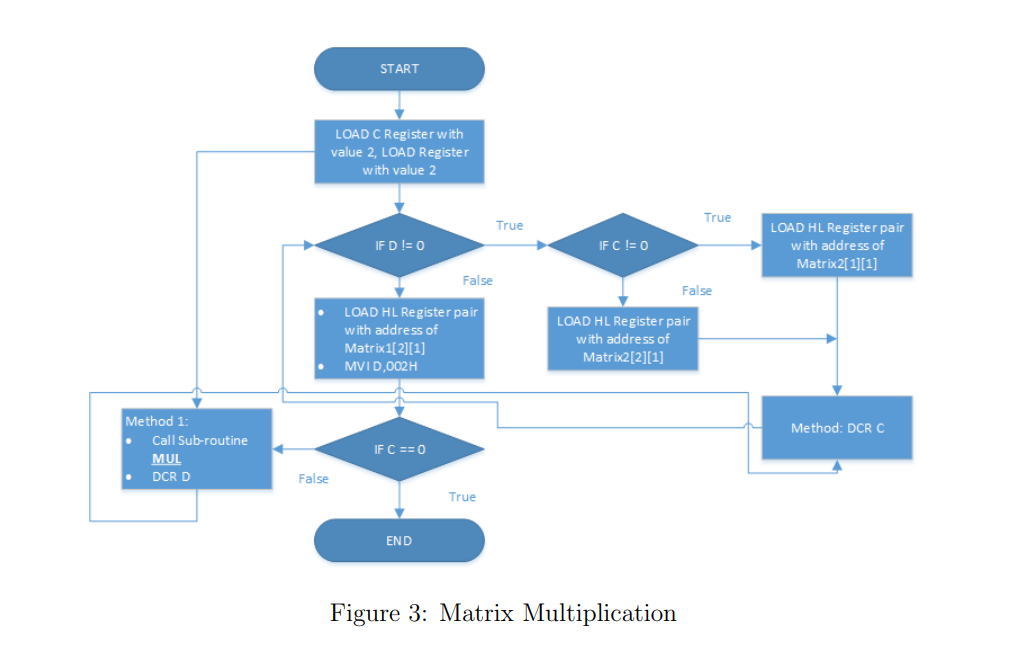 START
LOAD C Register with
value 2, LOAD Register
with value 2
IF D != 0
True
IF C != 0
True
LOAD HL Register pair
with address of
Matrix2[1][1]
False
False
• LOAD HL Register pair
with address of
Matrix1[2][1]
• MVI D,002H
LOAD HL Register pair
with address of
Matrix2[2][1]
Method 1:
• Call Sub-routine
MUL
• DCR D
IF C == 0
Method: DCR C
False
True
END
Figure 3: Matrix Multiplication